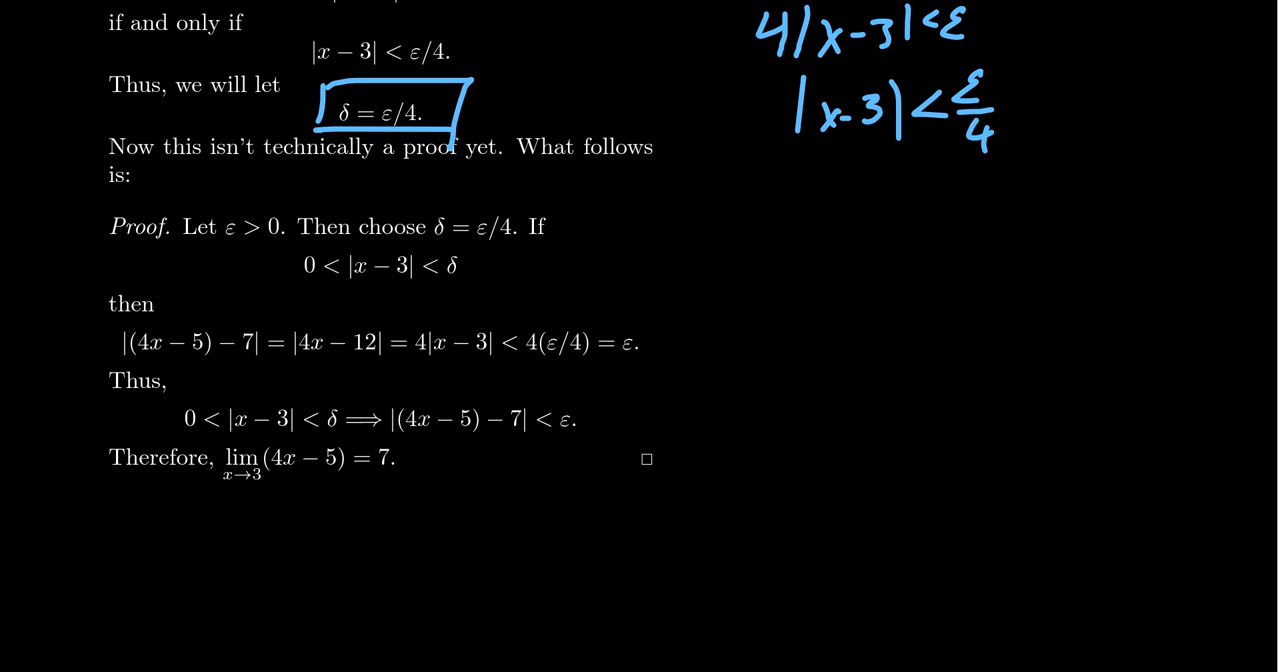 if and only if
|x − 3| < ε/4.
Thus, we will let
δ = ε/4.
Now this isn't technically a proof yet. What follows
is:
Proof. Let ε > 0. Then choose δ = ε/4. If
0 < |x − 3| < δ
then
|(4x − 5) − 7| = |4x − 12| = 4|x − 3| < 4(ε/4) = ε.
Thus,
0 < |x − 3| < δ ⟹ |(4x − 5) − 7| < ε.
Therefore, lim x→3 (4x − 5) = 7. □
4|x-3| < ε
|x-3| < ε/4